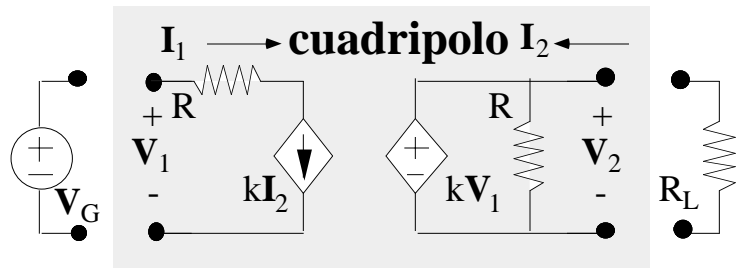 I1 cuadripolo I2
R R
+ + - + +
V1 V2
- - -
VG kI2 kV1 RL